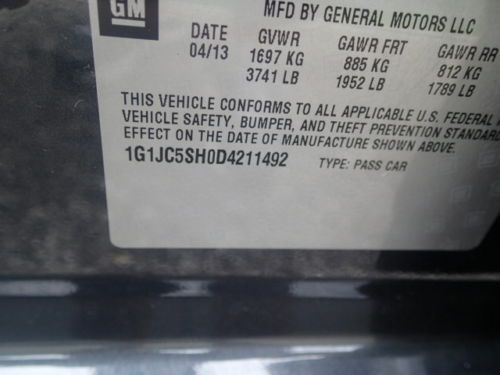 GM
MFD BY GENERAL MOTORS LLC
DATE GVWR GAWR FRT GAWR RR
04/13 1697 KG 885 KG 812 KG
3741 LB 1952 LB 1789 LB
THIS VEHICLE CONFORMS TO ALL APPLICABLE U.S. FEDERAL
VEHICLE SAFETY, BUMPER, AND THEFT PREVENTION STANDARD
EFFECT ON THE DATE OF MANUFACTURE SHOWN ABOVE.
1G1JC5SH0D4211492 TYPE: PASS CAR